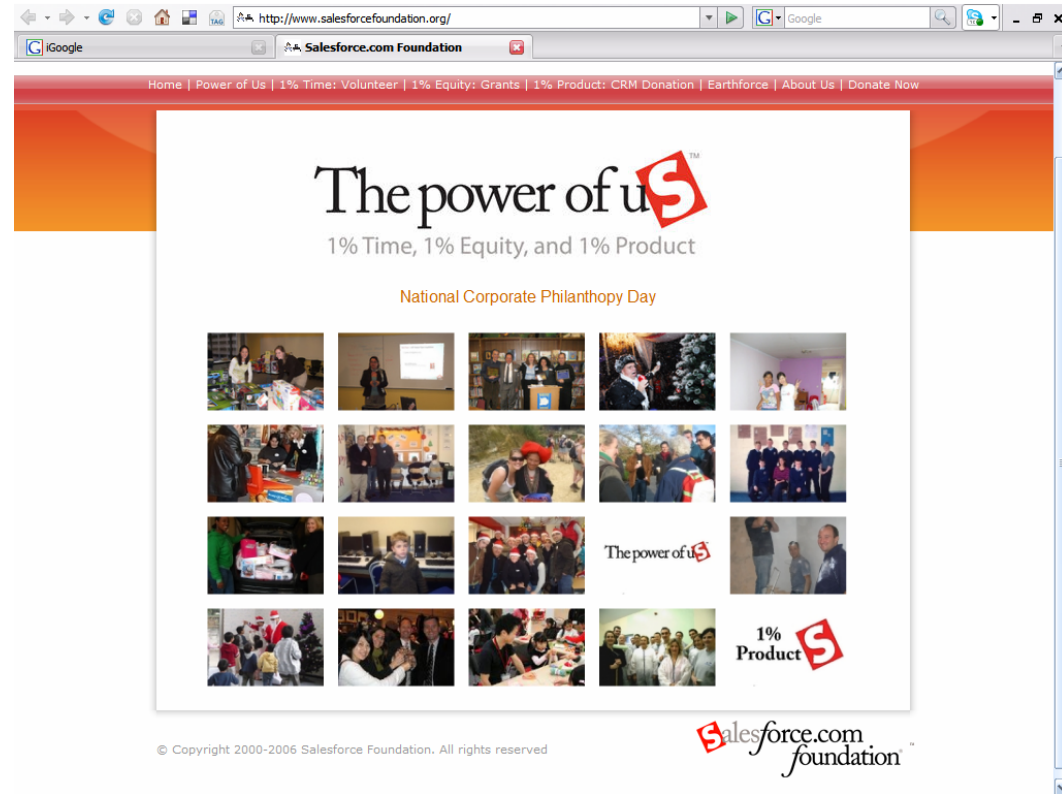 TAG
http://www.salesforcefoundation.org/
G
Google
G iGoogle
Salesforce.com Foundation
Home | Power of Us | 1% Time: Volunteer | 1% Equity: Grants | 1% Product: CRM Donation | Earthforce | About Us | Donate Now
The power of uS™
1% Time, 1% Equity, and 1% Product
National Corporate Philanthopy Day
The power of uS
1%
Product S
© Copyright 2000-2006 Salesforce Foundation. All rights reserved
Salesforce.com
foundation™